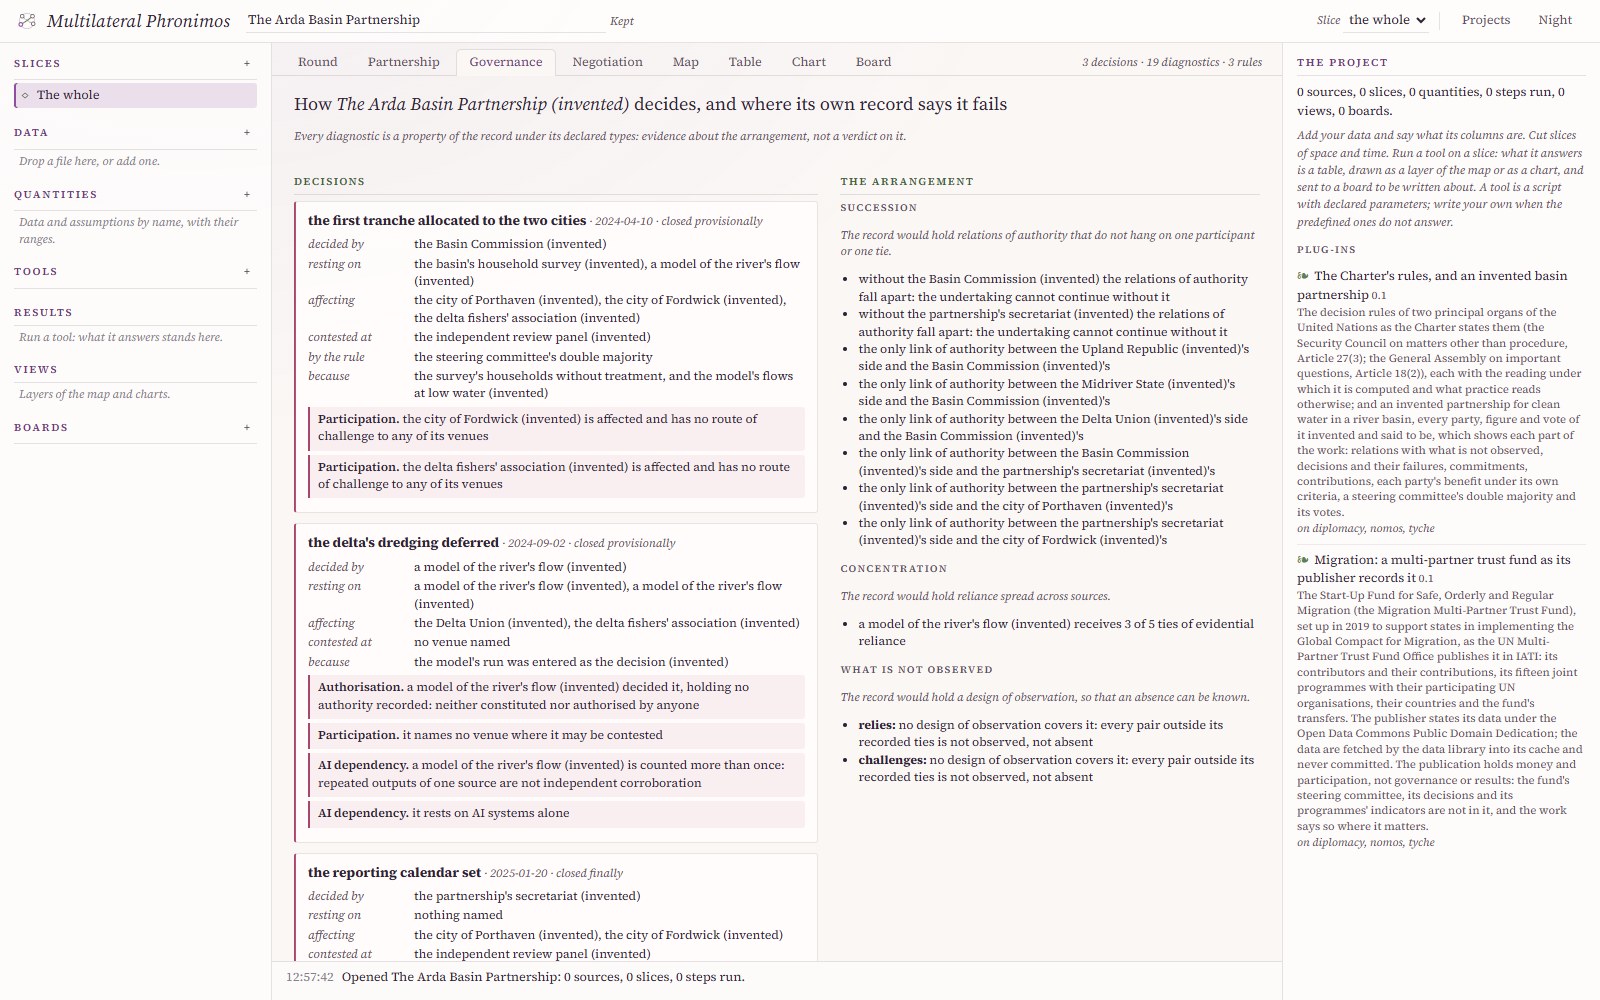 Multilateral Phronimos
The Arda Basin Partnership
Kept
Slice
the whole
Projects
Night
SLICES
+
The whole
DATA
+
Drop a file here, or add one.
QUANTITIES
+
Data and assumptions by name, with their
ranges.
TOOLS
+
RESULTS
Run a tool: what it answers stands here.
VIEWS
Layers of the map and charts.
BOARDS
+
Round
Partnership
Governance
Negotiation
Map
Table
Chart
Board
3 decisions · 19 diagnostics · 3 rules
How The Arda Basin Partnership (invented) decides, and where its own record says it fails
Every diagnostic is a property of the record under its declared types: evidence about the arrangement, not a verdict on it.
DECISIONS
the first tranche allocated to the two cities · 2024-04-10 · closed provisionally
decided by the Basin Commission (invented)
resting on the basin's household survey (invented), a model of the river's flow
(invented)
affecting the city of Porthaven (invented), the city of Fordwick (invented),
the delta fishers' association (invented)
contested at the independent review panel (invented)
by the rule the steering committee's double majority
because the survey's households without treatment, and the model's flows
at low water (invented)
Participation. the city of Fordwick (invented) is affected and has no route of
challenge to any of its venues
Participation. the delta fishers' association (invented) is affected and has no route
of challenge to any of its venues
the delta's dredging deferred · 2024-09-02 · closed provisionally
decided by a model of the river's flow (invented)
resting on a model of the river's flow (invented), a model of the river's flow
(invented)
affecting the Delta Union (invented), the delta fishers' association (invented)
contested at no venue named
because the model's run was entered as the decision (invented)
Authorisation. a model of the river's flow (invented) decided it, holding no
authority recorded: neither constituted nor authorised by anyone
Participation. it names no venue where it may be contested
AI dependency. a model of the river's flow (invented) is counted more than once:
repeated outputs of one source are not independent corroboration
AI dependency. it rests on AI systems alone
the reporting calendar set · 2025-01-20 · closed finally
decided by the partnership's secretariat (invented)
resting on nothing named
affecting the city of Porthaven (invented), the city of Fordwick (invented)
contested at the independent review panel (invented)
THE ARRANGEMENT
SUCCESSION
The record would hold relations of authority that do not hang on one participant
or one tie.
• without the Basin Commission (invented) the relations of authority
fall apart: the undertaking cannot continue without it
• without the partnership's secretariat (invented) the relations of
authority fall apart: the undertaking cannot continue without it
• the only link of authority between the Upland Republic (invented)'s
side and the Basin Commission (invented)'s
• the only link of authority between the Midriver State (invented)'s
side and the Basin Commission (invented)'s
• the only link of authority between the Delta Union (invented)'s side
and the Basin Commission (invented)'s
• the only link of authority between the Basin Commission
(invented)'s side and the partnership's secretariat (invented)'s
• the only link of authority between the partnership's secretariat
(invented)'s side and the city of Porthaven (invented)'s
• the only link of authority between the partnership's secretariat
(invented)'s side and the city of Fordwick (invented)'s
CONCENTRATION
The record would hold reliance spread across sources.
• a model of the river's flow (invented) receives 3 of 5 ties of evidential
reliance
WHAT IS NOT OBSERVED
The record would hold a design of observation, so that an absence can be known.
• relies: no design of observation covers it: every pair outside its
recorded ties is not observed, not absent
• challenges: no design of observation covers it: every pair outside its
recorded ties is not observed, not absent
12:57:42 Opened The Arda Basin Partnership: 0 sources, 0 slices, 0 steps run.
THE PROJECT
0 sources, 0 slices, 0 quantities, 0 steps run, 0
views, 0 boards.
Add your data and say what its columns are. Cut slices
of space and time. Run a tool on a slice: what it answers
is a table, drawn as a layer of the map or as a chart, and
sent to a board to be written about. A tool is a script
with declared parameters; write your own when the
predefined ones do not answer.
PLUG-INS
The Charter's rules, and an invented basin
partnership 0.1
The decision rules of two principal organs of the
United Nations as the Charter states them (the
Security Council on matters other than procedure,
Article 27(3); the General Assembly on important
questions, Article 18(2)), each with the reading under
which it is computed and what practice reads
otherwise; and an invented partnership for clean
water in a river basin, every party, figure and vote of
it invented and said to be, which shows each part of
the work: relations with what is not observed,
decisions and their failures, commitments,
contributions, each party's benefit under its own
criteria, a steering committee's double majority and
its votes.
on diplomacy, nomos, tyche
Migration: a multi-partner trust fund as its
publisher records it 0.1
The Start-Up Fund for Safe, Orderly and Regular
Migration (the Migration Multi-Partner Trust Fund),
set up in 2019 to support states in implementing the
Global Compact for Migration, as the UN Multi-
Partner Trust Fund Office publishes it in IATI: its
contributors and their contributions, its fifteen joint
programmes with their participating UN
organisations, their countries and the fund's
transfers. The publisher states its data under the
Open Data Commons Public Domain Dedication; the
data are fetched by the data library into its cache and
never committed. The publication holds money and
participation, not governance or results: the fund's
steering committee, its decisions and its
programmes' indicators are not in it, and the work
says so where it matters.
on diplomacy, nomos, tyche